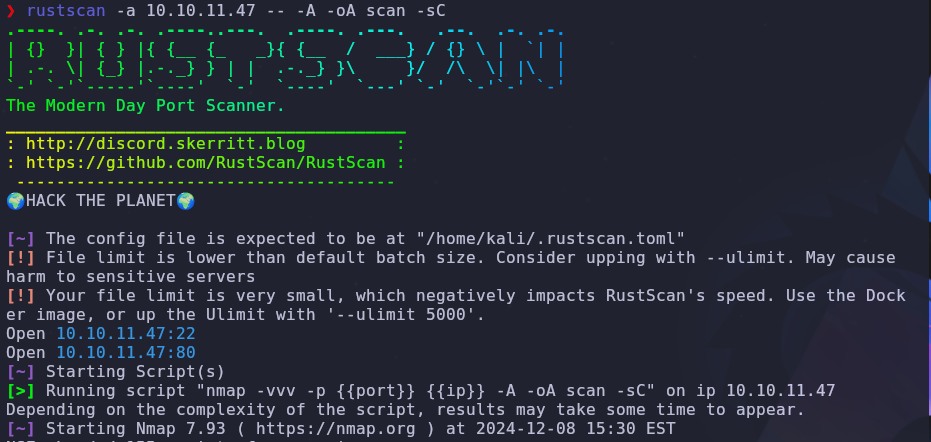 ❯ rustscan -a 10.10.11.47 -- -A -oA scan -sC
.----. .-. .-. .----..---.  .----. .---.   .--.  .-. .-.
| {}  }| { } |{ {__ {_   _}{ {__  /  ___} / {} \ |  `| |
| .-. \| {_} |.-._} } | |  .-._} }\     }/  /\  \| |\  |
`-' `-'`-----'`----'  `-'  `----'  `---' `-'  `-'`-' `-'
The Modern Day Port Scanner.
________________________________________
: http://discord.skerritt.blog         :
: https://github.com/RustScan/RustScan :
 --------------------------------------
🌍HACK THE PLANET🌍
[~] The config file is expected to be at "/home/kali/.rustscan.toml"
[!] File limit is lower than default batch size. Consider upping with --ulimit. May cause
harm to sensitive servers
[!] Your file limit is very small, which negatively impacts RustScan's speed. Use the Dock
er image, or up the Ulimit with '--ulimit 5000'.
Open 10.10.11.47:22
Open 10.10.11.47:80
[~] Starting Script(s)
[>] Running script "nmap -vvv -p {{port}} {{ip}} -A -oA scan -sC" on ip 10.10.11.47
Depending on the complexity of the script, results may take some time to appear.
[~] Starting Nmap 7.93 ( https://nmap.org ) at 2024-12-08 15:30 EST